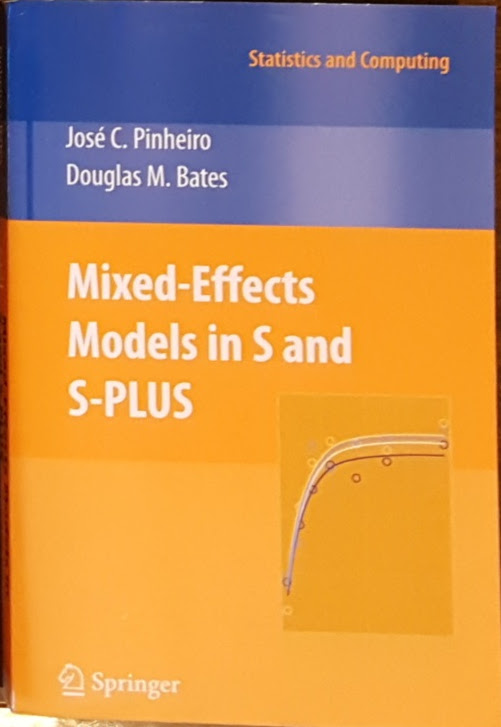 Statistics and Computing
José C. Pinheiro
Douglas M. Bates
Mixed-Effects
Models in S and
S-PLUS
Springer